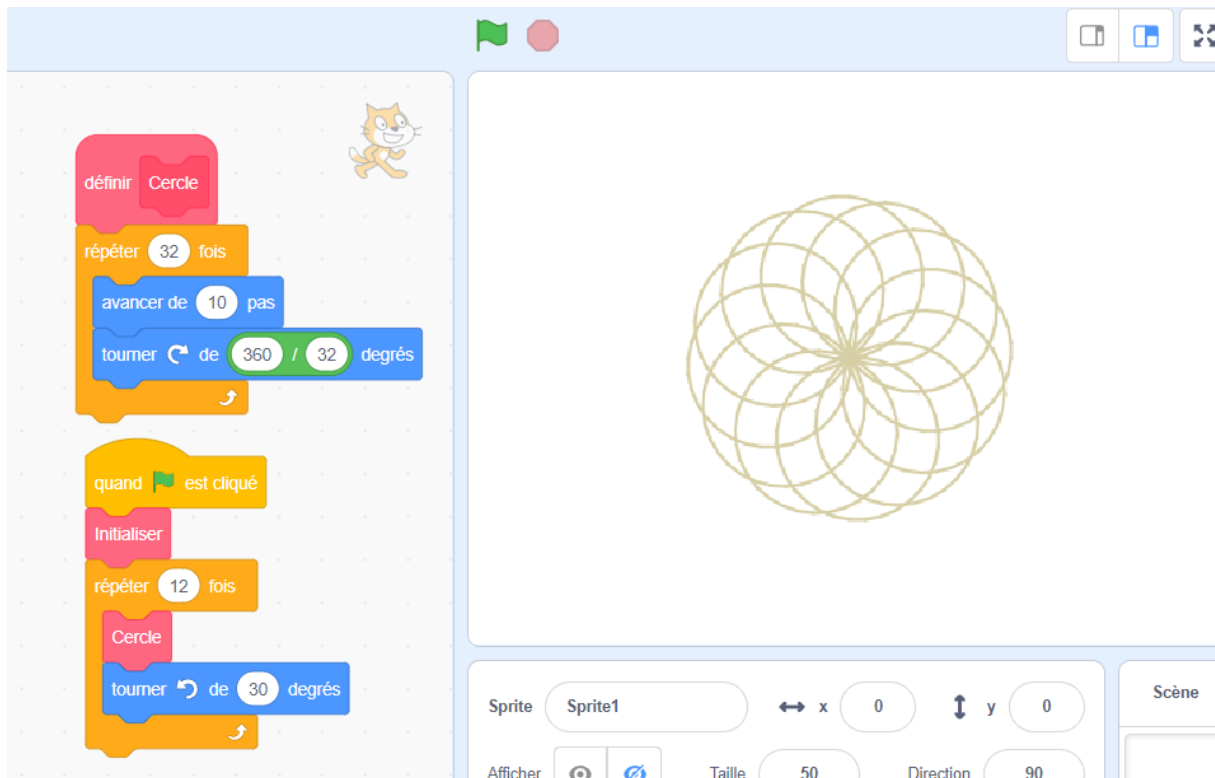 définir Cercle
répéter 32 fois
avancer de 10 pas
tourner de 360 / 32 degrés
quand est cliqué
Initialiser
répéter 12 fois
Cercle
tourner de 30 degrés
Sprite Sprite1 x 0 y 0
Scène
Afficher Taille 50 Direction 90